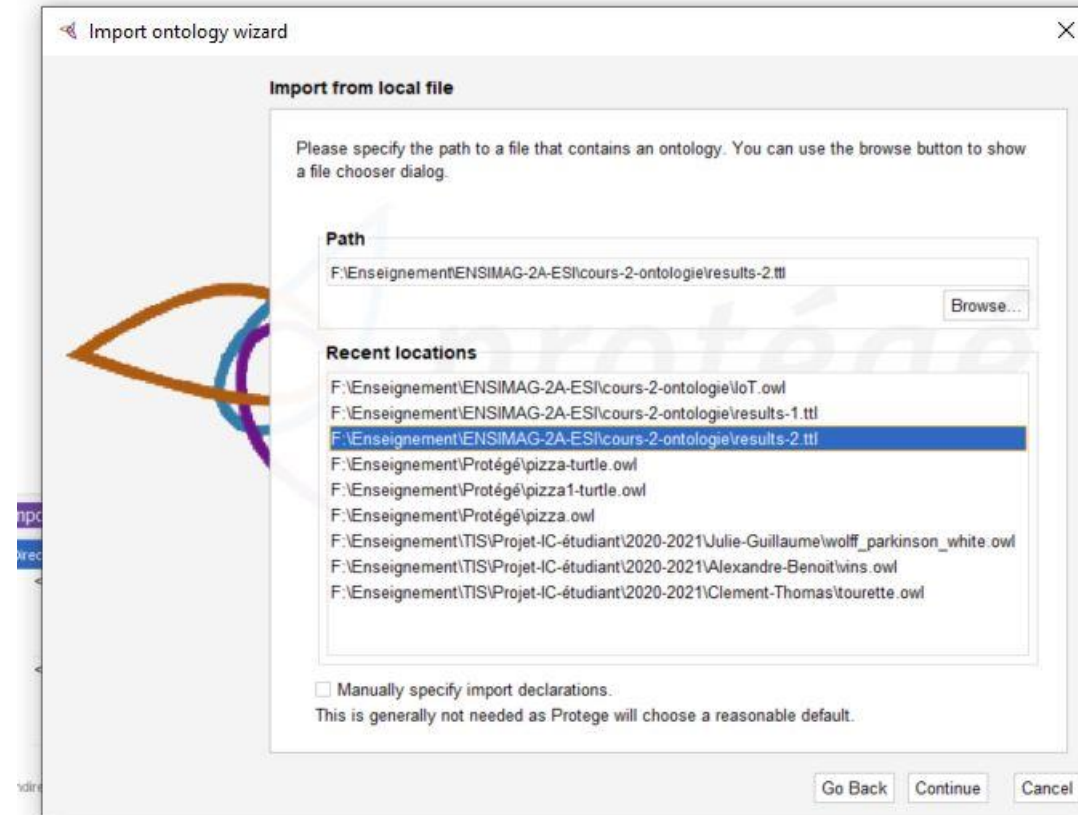 Import ontology wizard
Import from local file
Please specify the path to a file that contains an ontology. You can use the browse button to show
a file chooser dialog.
Path
F:\Enseignement\ENSIMAG-2A-ESI\cours-2-ontologie\results-2.ttl
Browse...
protégé
Recent locations
F:\Enseignement\ENSIMAG-2A-ESI\cours-2-ontologie\IoT.owl
F:\Enseignement\ENSIMAG-2A-ESI\cours-2-ontologie\results-1.ttl
F:\Enseignement\ENSIMAG-2A-ESI\cours-2-ontologie\results-2.ttl
F:\Enseignement\Protégé\pizza-turtle.owl
F:\Enseignement\Protégé\pizza1-turtle.owl
F:\Enseignement\Protégé\pizza.owl
F:\Enseignement\TIS\Projet-IC-étudiant\2020-2021\Julie-Guillaume\wolff_parkinson_white.owl
F:\Enseignement\TIS\Projet-IC-étudiant\2020-2021\Alexandre-Benoit\vins.owl
F:\Enseignement\TIS\Projet-IC-étudiant\2020-2021\Clement-Thomas\tourette.owl
Manually specify import declarations.
This is generally not needed as Protege will choose a reasonable default.
Go Back Continue Cancel